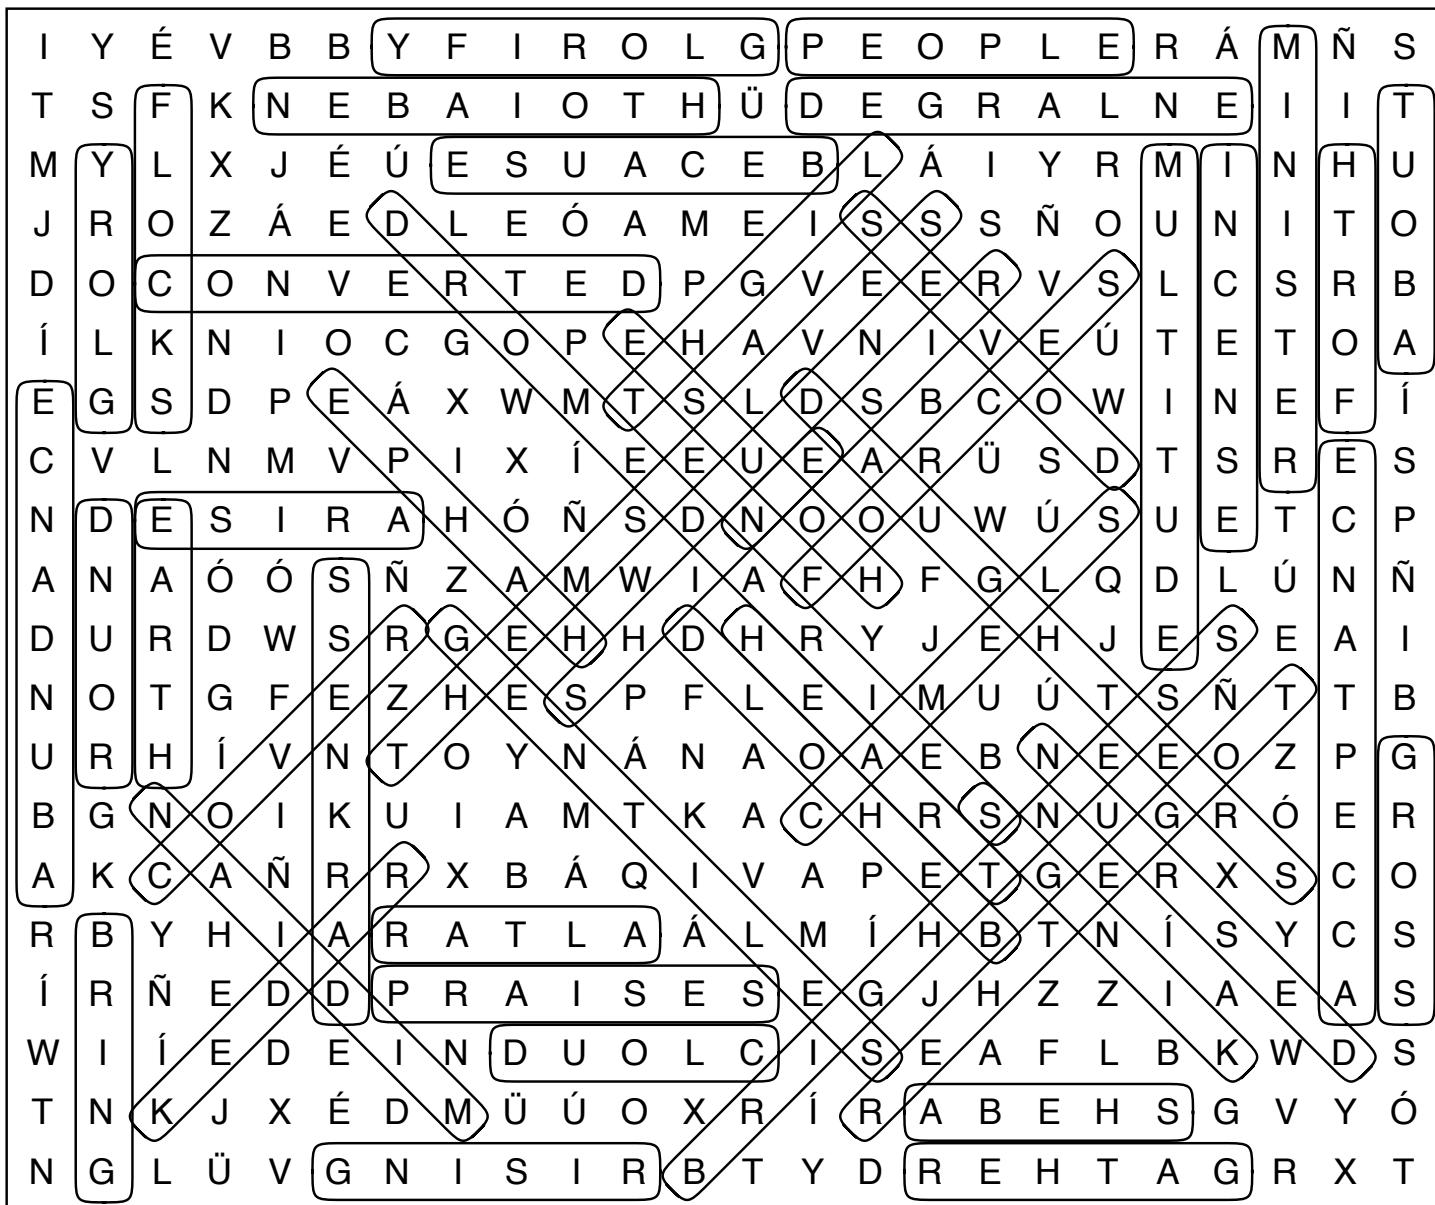 I Y É V B B Y F I R O L G P E O P L E R Á M Ñ S
T S F K N E B A I O T H Ü D E G R A L N E I I T
M Y L X J É Ú E S U A C E B L Á I Y R M I N H U
J R O Z Á E D L E Ó A M E I S S S Ñ O U N I T O
D O C O N V E R T E D P G V E E R V S L C S R B
Í L K N I O C G O P E H A V N I V E Ú T E T O A
E G S D P E Á X W M T S L D S B C O W I N E F Í
C V L N M V P I X Í E E U E A R Ü S D T S R E S
N D E S I R A H Ó Ñ S D N O O U W Ú S U E T C P
A N A Ó Ó S Ñ Z A M W I A F H F G L Q D L Ú N Ñ
D U R D W S R G E H H D H R Y J E H J E S E A I
N O T G F E Z H E S P F L E I M U Ú T S Ñ T T B
U R H Í V N T O Y N Á N A O A E B N E E O Z P G
B G N O I K U I A M T K A C H R S N U G R Ó E R
A K C A Ñ R R X B Á Q I V A P E T G E R X S C O
R B Y H I A R A T L A Á L M Í H B T N Í S Y C S
Í R Ñ E D D P R A I S E S E G J H Z Z I A E A S
W I Í E D E I N D U O L C I S E A F L B K W D S
T N K J X É D M Ü Ú O X R Í R A B E H S G V Y Ó
N G L Ü V G N I S I R B T Y D R E H T A G R X T